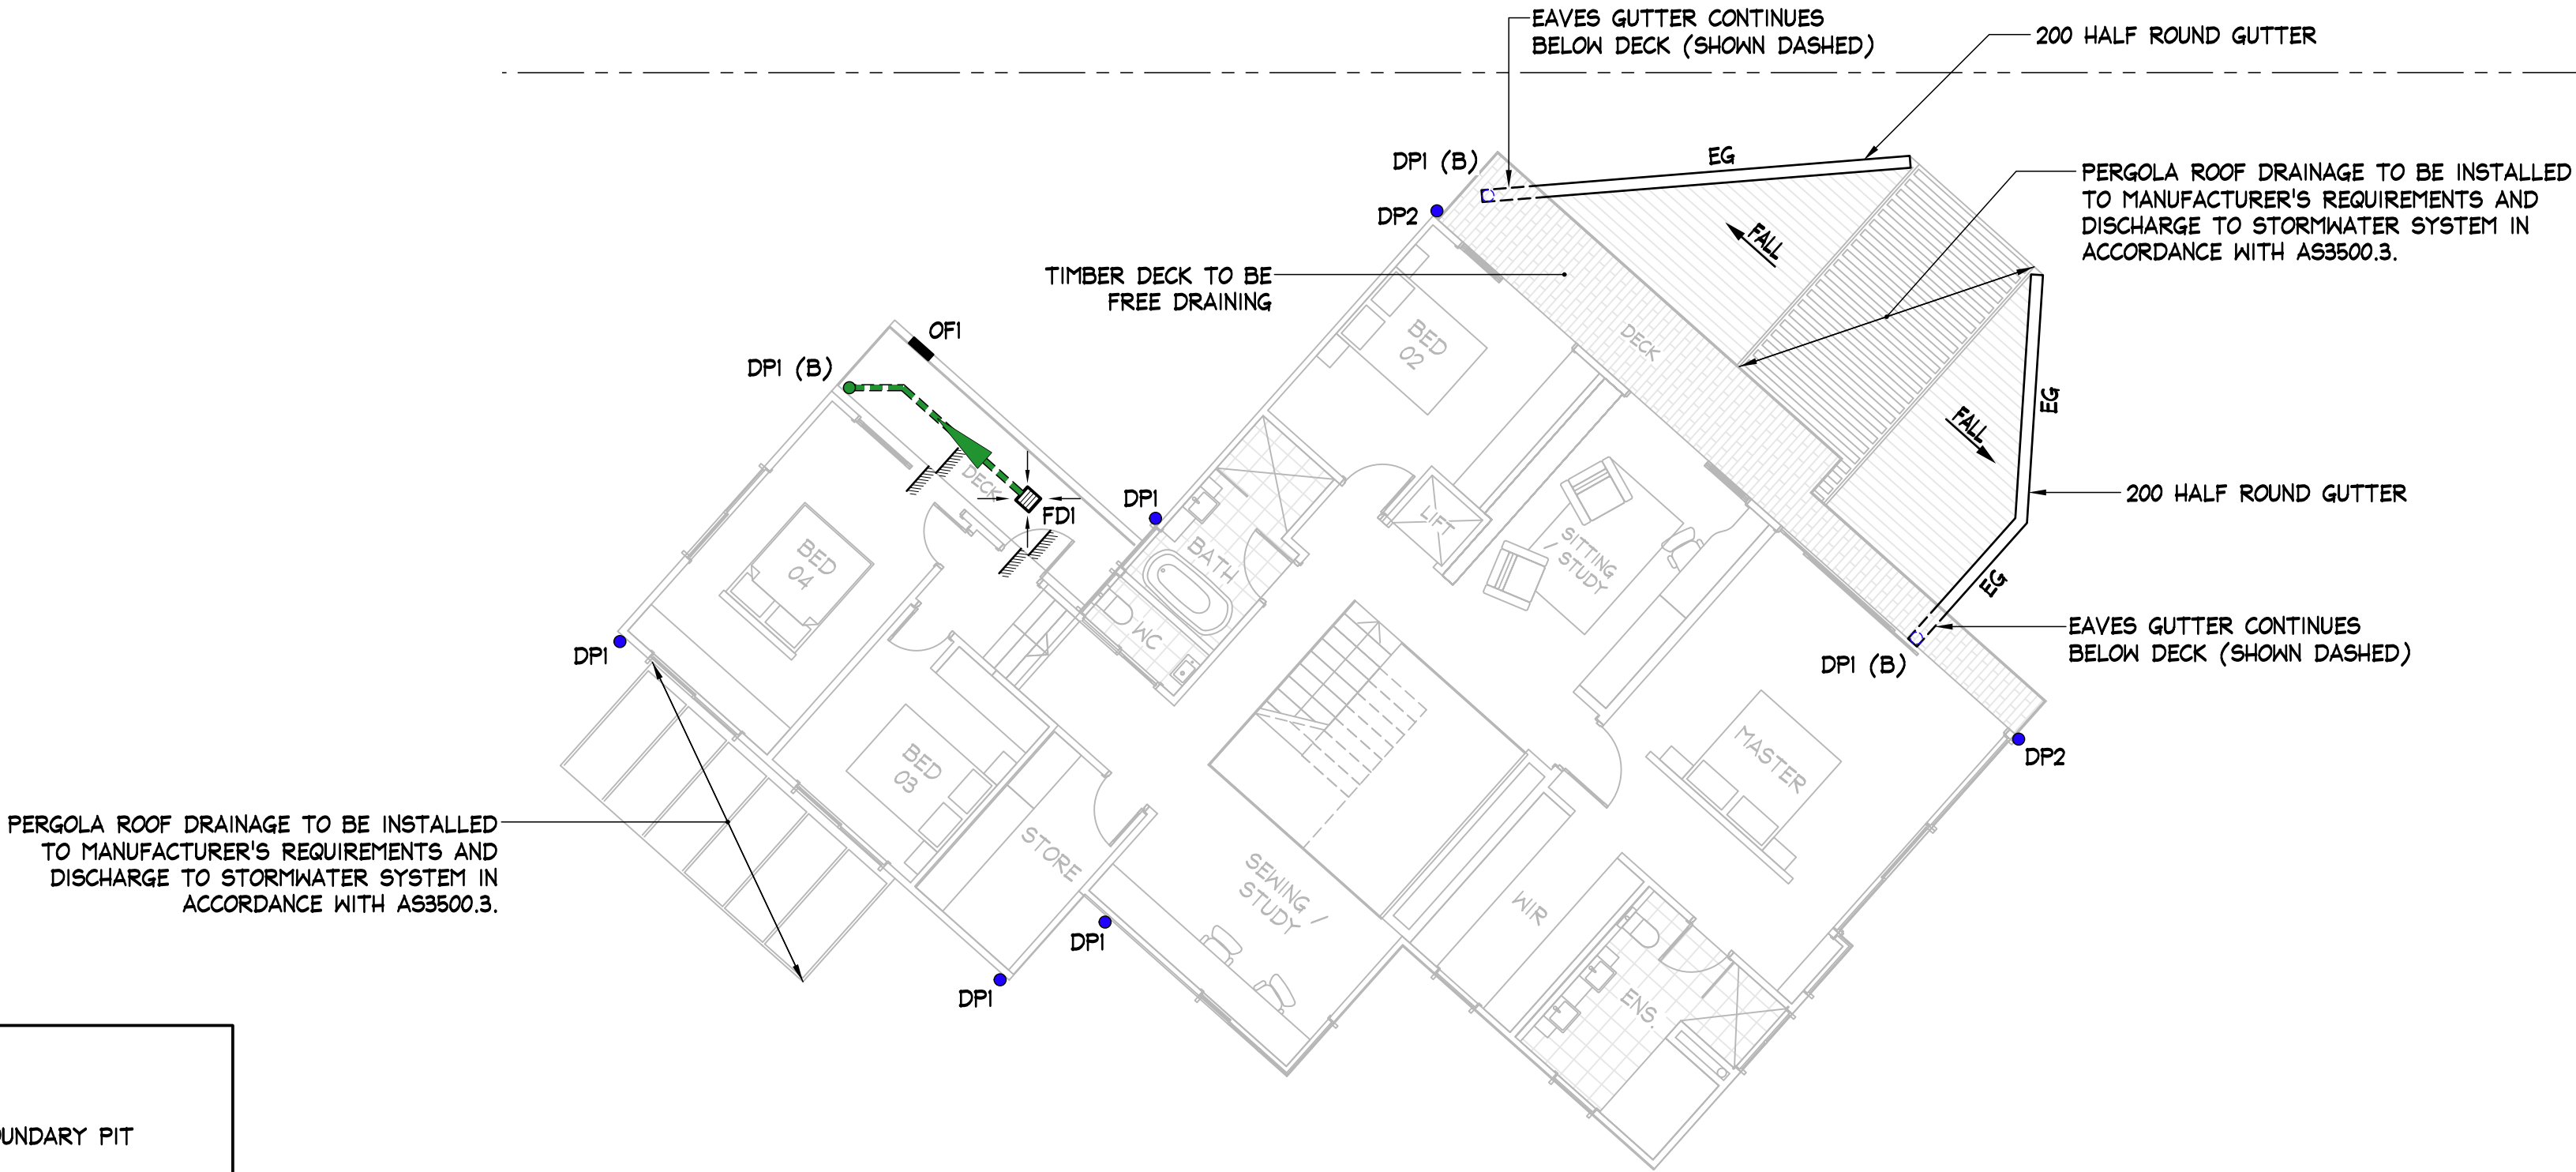 EAVES GUTTER CONTINUES
BELOW DECK (SHOWN DASHED)
200 HALF ROUND GUTTER
DP1 (B)
EG
DP2
FALL
PERGOLA ROOF DRAINAGE TO BE INSTALLED
TO MANUFACTURER'S REQUIREMENTS AND
DISCHARGE TO STORMWATER SYSTEM IN
ACCORDANCE WITH AS3500.3.
TIMBER DECK TO BE
FREE DRAINING
DECK
BED
02
OF1
DP1 (B)
DECK
FD1
EG
FALL
200 HALF ROUND GUTTER
DP1
BATH
LIFT
SITTING
/ STUDY
BED
04
WC
EG
EAVES GUTTER CONTINUES
BELOW DECK (SHOWN DASHED)
DP1 (B)
DP1
MASTER
DP2
BED
03
PERGOLA ROOF DRAINAGE TO BE INSTALLED
TO MANUFACTURER'S REQUIREMENTS AND
DISCHARGE TO STORMWATER SYSTEM IN
ACCORDANCE WITH AS3500.3.
STORE
SEWING /
STUDY
WIR
DP1
DP1
ENS.
PIT